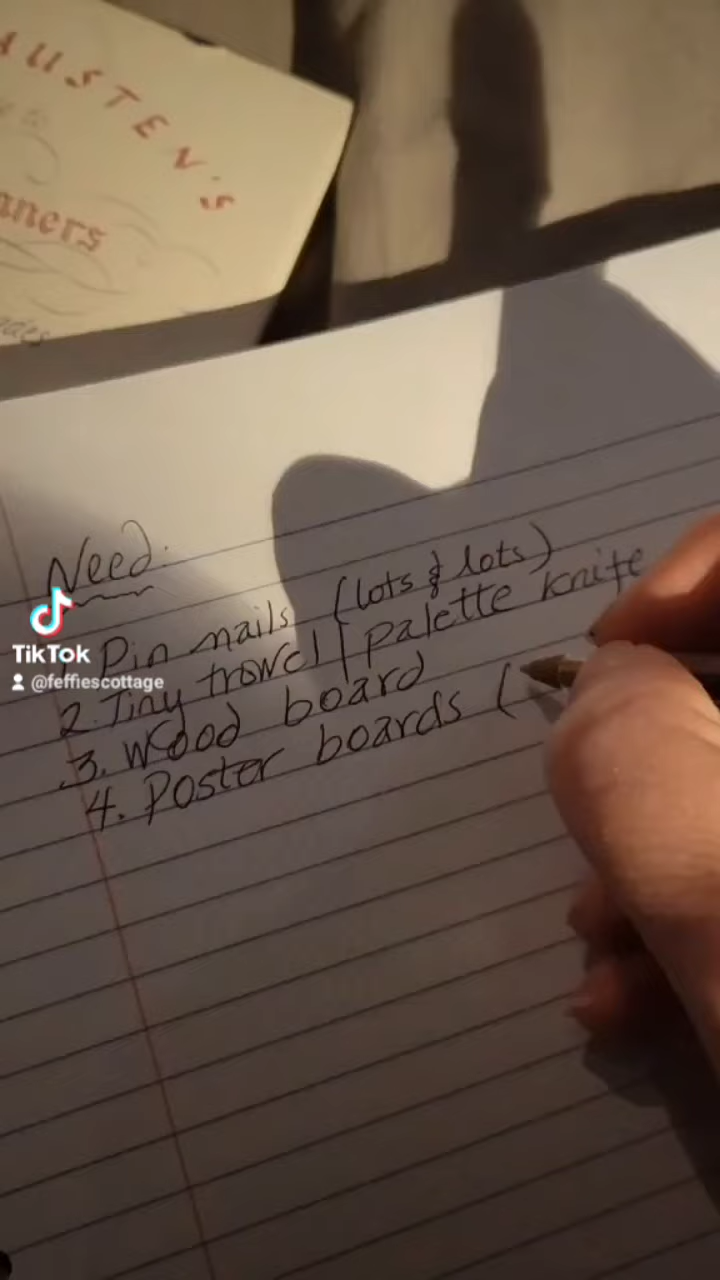 AUSTEN'S
Need:
1. Pin nails (lots & lots)
2. Tiny trowel | palette knife
3. Wood board
4. Poster boards (
TikTok
@feffiescottage